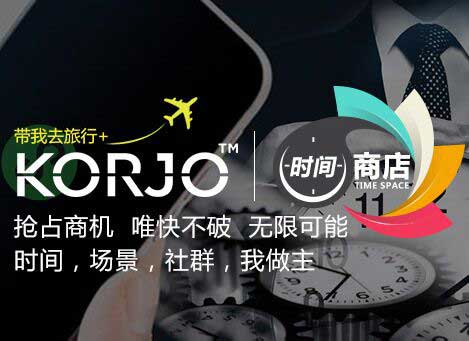 带我去旅行+
KORJO™
时间 商店
TIME SPACE
11
抢占商机 唯快不破 无限可能
时间，场景，社群，我做主